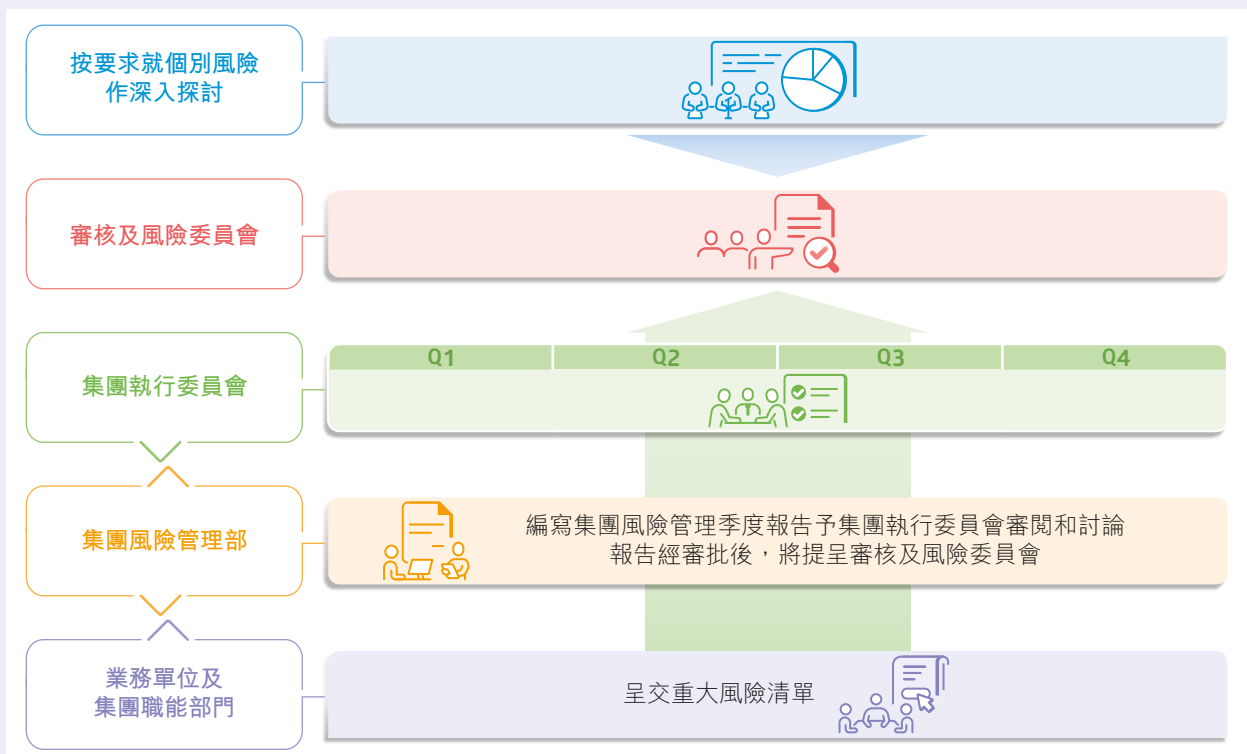 按要求就個別風險
作深入探討
審核及風險委員會
集團執行委員會
Q1
Q2
Q3
Q4
集團風險管理部
編寫集團風險管理季度報告予集團執行委員會審閱和討論
報告經審批後，將提呈審核及風險委員會
業務單位及
集團職能部門
呈交重大風險清單